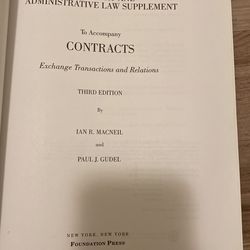 ADMINISTRATIVE LAW SUPPLEMENT
To Accompany
CONTRACTS
Exchange Transactions and Relations
THIRD EDITION
By
IAN R. MACNEIL
and
PAUL J. GUDEL
NEW YORK, NEW YORK
FOUNDATION PRESS